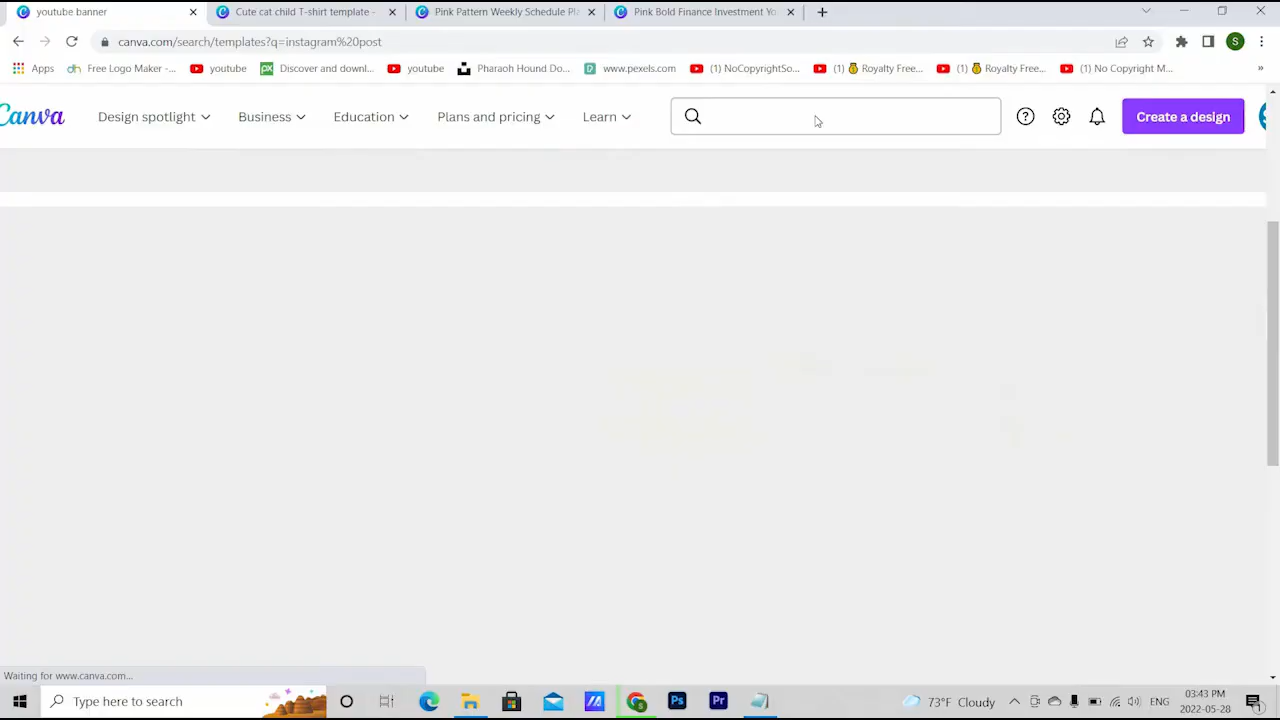 youtube banner
Cute cat child T-shirt template -
Pink Pattern Weekly Schedule Pl
Pink Bold Finance Investment Yo
canva.com/search/templates?q=instagram%20post
S
Apps
Free Logo Maker -...
youtube
Discover and downl...
youtube
Pharaoh Hound Do...
www.pexels.com
(1) NoCopyrightSo...
(1) 💰 Royalty Free...
(1) 💰 Royalty Free...
(1) No Copyright M...
»
Canva
Design spotlight
Business
Education
Plans and pricing
Learn
Create a design
Waiting for www.canva.com...
Type here to search
Ps
Pr
73°F Cloudy
ENG
03:43 PM
2022-05-28
1